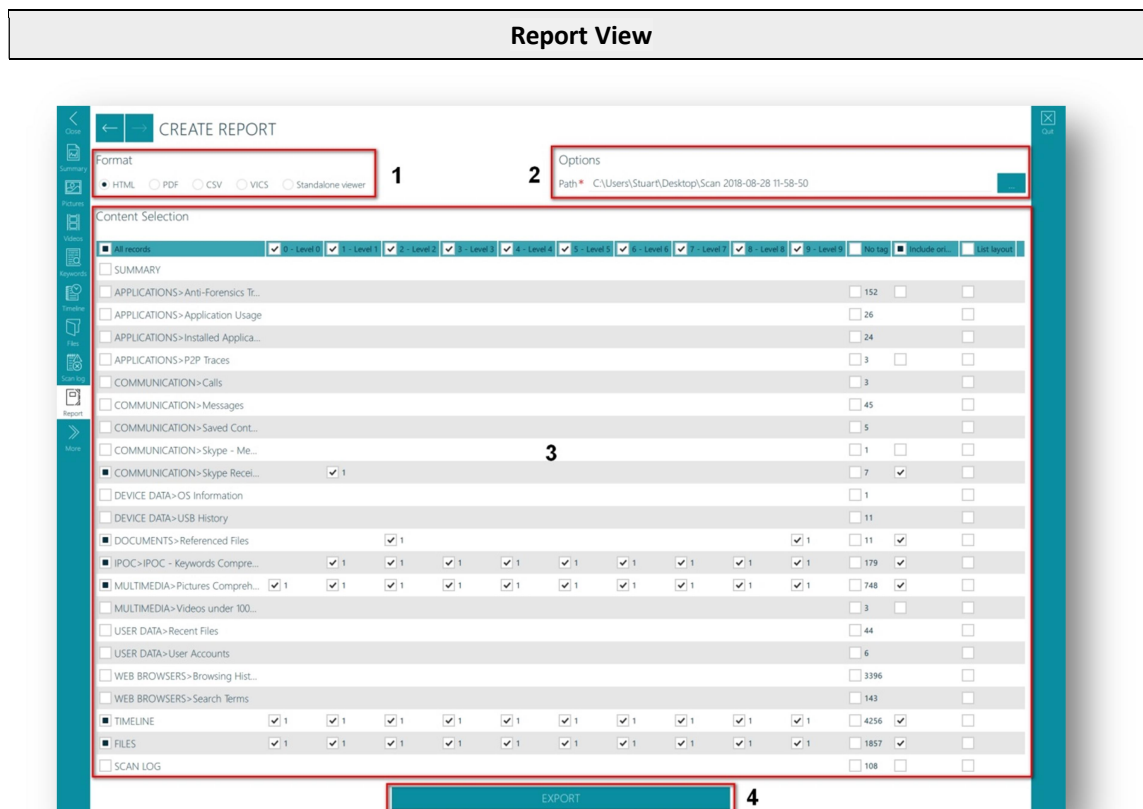 Report View
Close
CREATE REPORT
Quit
Summary
Format
1
2
Options
HTML PDF CSV VICS Standalone viewer
Path* C:\Users\Stuart\Desktop\Scan 2018-08-28 11-58-50 ...
Pictures
Content Selection
Videos
All records 0 - Level 0 1 - Level 1 2 - Level 2 3 - Level 3 4 - Level 4 5 - Level 5 6 - Level 6 7 - Level 7 8 - Level 8 9 - Level 9 No tag Include ori... List layout
Keywords
SUMMARY
APPLICATIONS>Anti-Forensics Tr... 152
Timeline
APPLICATIONS>Application Usage 26
Files
APPLICATIONS>Installed Applica... 24
APPLICATIONS>P2P Traces 3
Scan log
COMMUNICATION>Calls 3
COMMUNICATION>Messages 45
Report
COMMUNICATION>Saved Cont... 5
More
COMMUNICATION>Skype - Me... 1
3
COMMUNICATION>Skype Recei... 1 7
DEVICE DATA>OS Information 1
DEVICE DATA>USB History 11
DOCUMENTS>Referenced Files 1 1 11
IPOC>IPOC - Keywords Compre... 1 1 1 1 1 1 1 1 1 179
MULTIMEDIA>Pictures Compreh... 1 1 1 1 1 1 1 1 1 1 748
MULTIMEDIA>Videos under 100... 3
USER DATA>Recent Files 44
USER DATA>User Accounts 6
WEB BROWSERS>Browsing Hist... 3396
WEB BROWSERS>Search Terms 143
TIMELINE 1 1 1 1 1 1 1 1 1 1 4256
FILES 1 1 1 1 1 1 1 1 1 1 1857
SCAN LOG 108
EXPORT
4